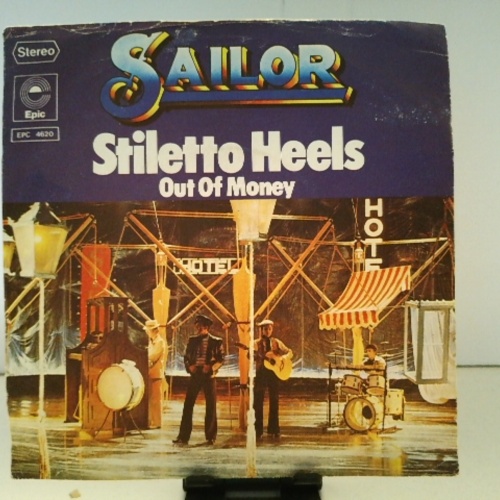 Stereo
SAILOR
Epic
EPC 4620
Stiletto Heels
Out Of Money
HOTEL
HOTE